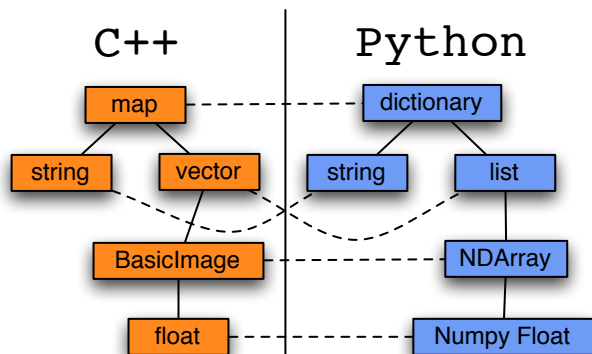 C++
Python
map
dictionary
string
vector
string
list
BasicImage
NDArray
float
Numpy Float